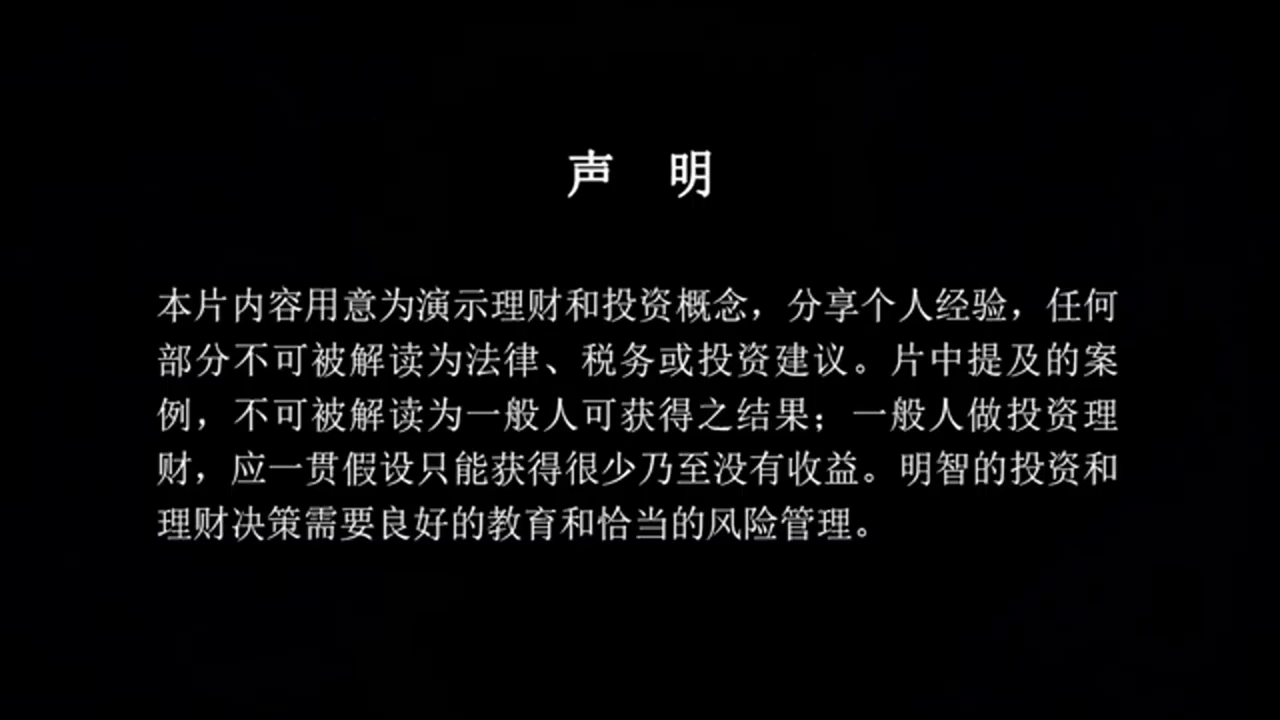 声 明
本片内容用意为演示理财和投资概念，分享个人经验，任何
部分不可被解读为法律、税务或投资建议。片中提及的案
例，不可被解读为一般人可获得之结果；一般人做投资理
财，应一贯假设只能获得很少乃至没有收益。明智的投资和
理财决策需要良好的教育和恰当的风险管理。